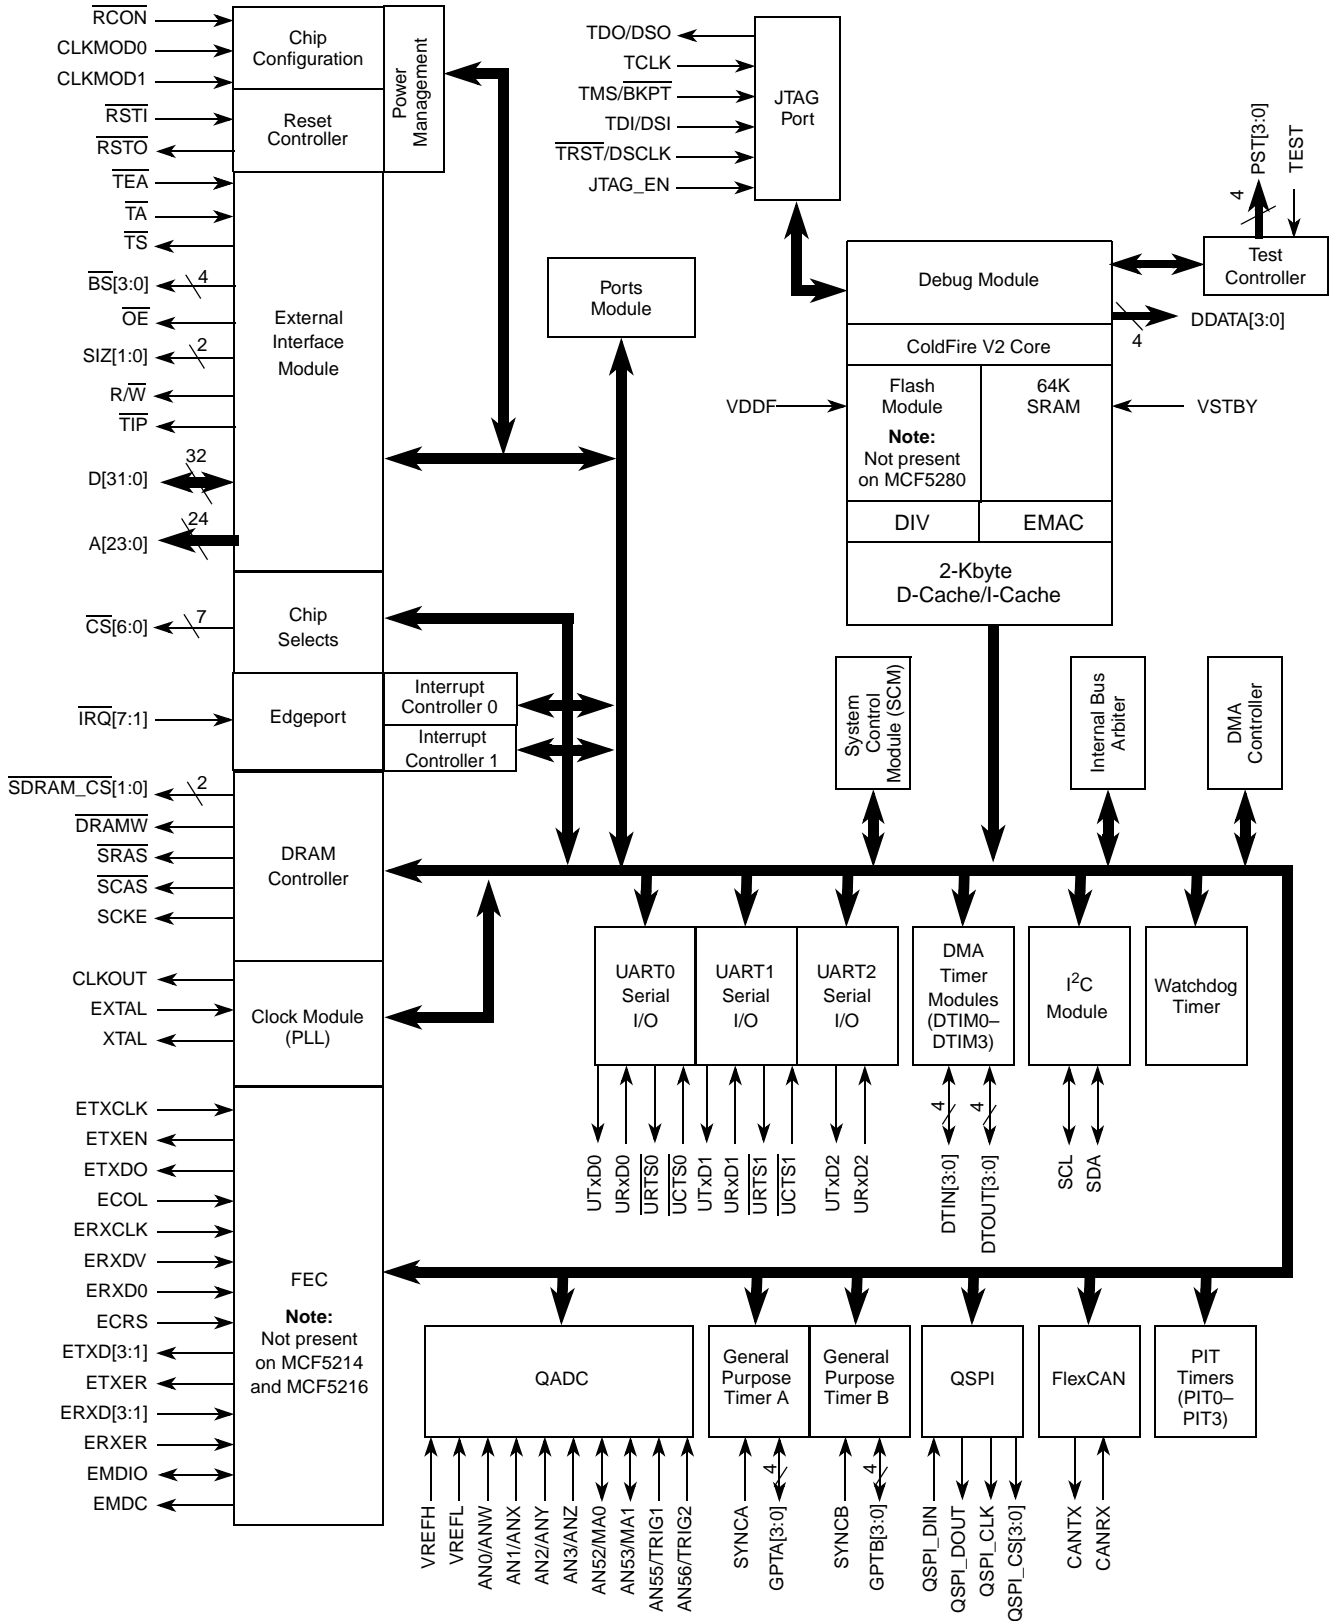 RCON
CLKMOD0
CLKMOD1
RSTI
RSTO
TEA
TA
TS
BS[3:0]
4
OE
SIZ[1:0]
2
R/W
TIP
D[31:0]
32
A[23:0]
24
CS[6:0]
7
IRQ[7:1]
SDRAM_CS[1:0]
2
DRAMW
SRAS
SCAS
SCKE
CLKOUT
EXTAL
XTAL
ETXCLK
ETXEN
ETXDO
ECOL
ERXCLK
ERXDV
ERXD0
ECRS
ETXD[3:1]
ETXER
ERXD[3:1]
ERXER
EMDIO
EMDC
Chip
Configuration
Reset
Controller
Power
Management
External
Interface
Module
Chip
Selects
Edgeport
Interrupt
Controller 0
Interrupt
Controller 1
DRAM
Controller
Clock Module
(PLL)
FEC
Note:
Not present
on MCF5214
and MCF5216
Ports
Module
TDO/DSO
TCLK
TMS/BKPT
TDI/DSI
TRST/DSCLK
JTAG_EN
JTAG
Port
PST[3:0]
4
TEST
Test
Controller
Debug Module
DDATA[3:0]
4
ColdFire V2 Core
VDDF
Flash
Module
Note:
Not present
on MCF5280
64K
SRAM
VSTBY
DIV
EMAC
2-Kbyte
D-Cache/I-Cache
System
Control
Module (SCM)
Internal Bus
Arbiter
DMA
Controller
UART0
Serial
I/O
UART1
Serial
I/O
UART2
Serial
I/O
DMA
Timer
Modules
(DTIM0–
DTIM3)
I2C
Module
Watchdog
Timer
UTxD0
URxD0
URTS0
UCTS0
UTxD1
URxD1
URTS1
UCTS1
UTxD2
URxD2
4
DTIN[3:0]
4
DTOUT[3:0]
SCL
SDA
QADC
General
Purpose
Timer A
General
Purpose
Timer B
QSPI
FlexCAN
PIT
Timers
(PIT0–
PIT3)
VREFH
VREFL
AN0/ANW
AN1/ANX
AN2/ANY
AN3/ANZ
AN52/MA0
AN53/MA1
AN55/TRIG1
AN56/TRIG2
SYNCA
4
GPTA[3:0]
SYNCB
4
GPTB[3:0]
QSPI_DIN
QSPI_DOUT
QSPI_CLK
QSPI_CS[3:0]
CANTX
CANRX